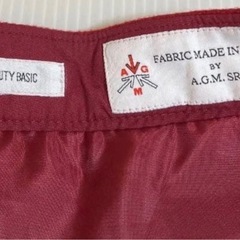 UTY BASIC
A G
M
FABRIC MADE IN
BY
A.G.M. SR